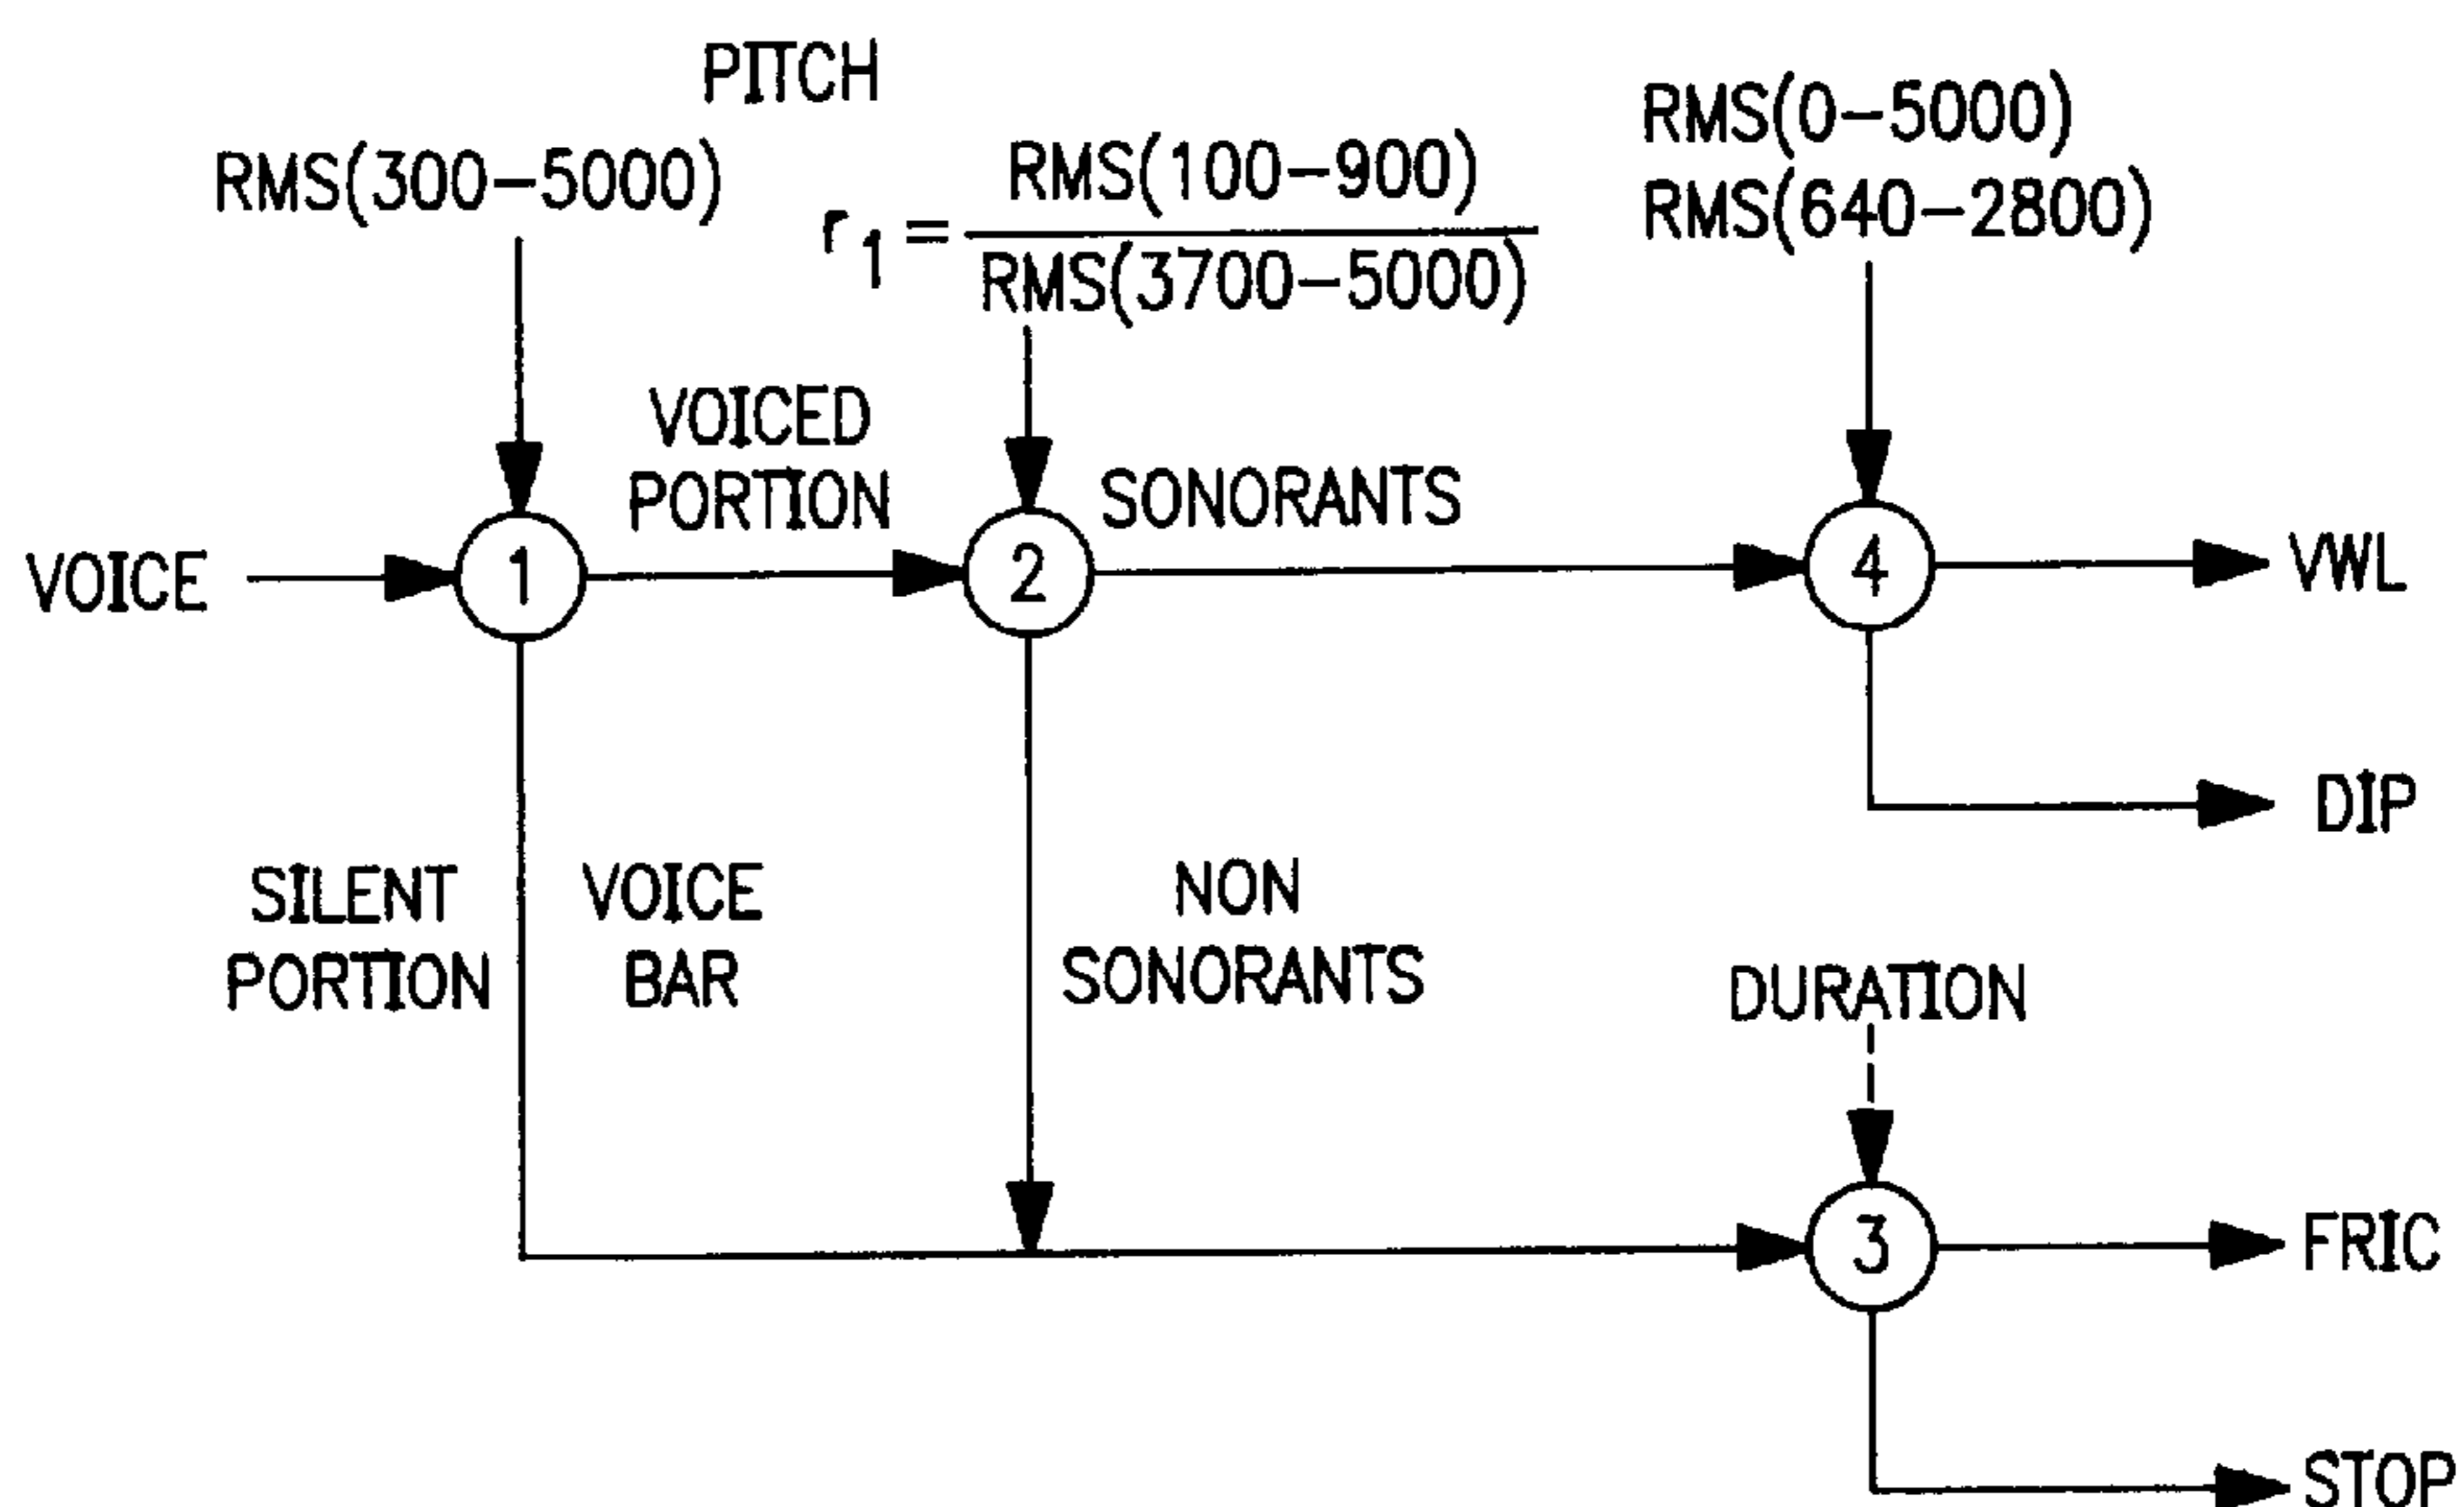 PITCH
RMS(300-5000)
r1 = RMS(100-900)
RMS(3700-5000)
RMS(0-5000)
RMS(640-2800)
VOICED
PORTION
SONORANTS
VOICE
1
2
4
VWL
DIP
SILENT
PORTION
VOICE
BAR
NON
SONORANTS
DURATION
3
FRIC
STOP